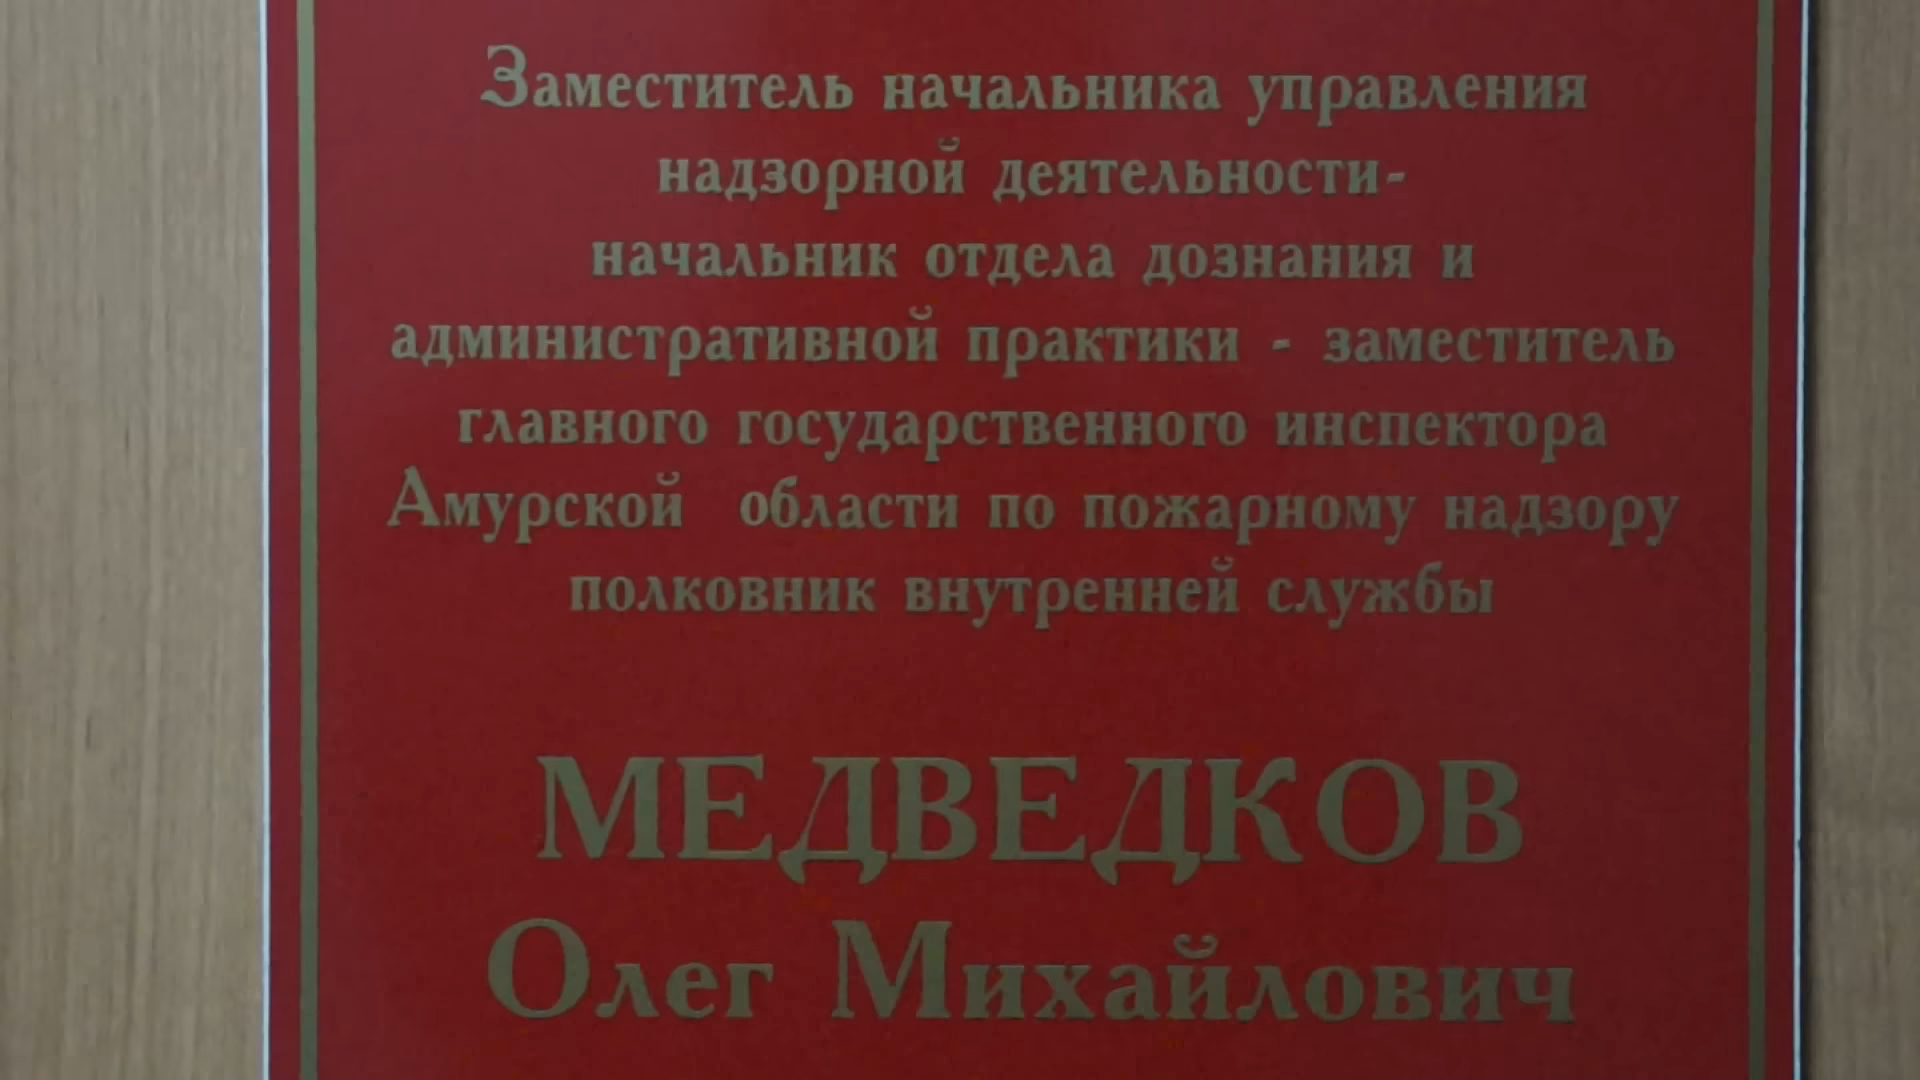 Заместитель начальника управления
надзорной деятельности-
начальник отдела дознания и
административной практики - заместитель
главного государственного инспектора
Амурской области по пожарному надзору
полковник внутренней службы
МЕДВЕДКОВ
Олег Михайлович